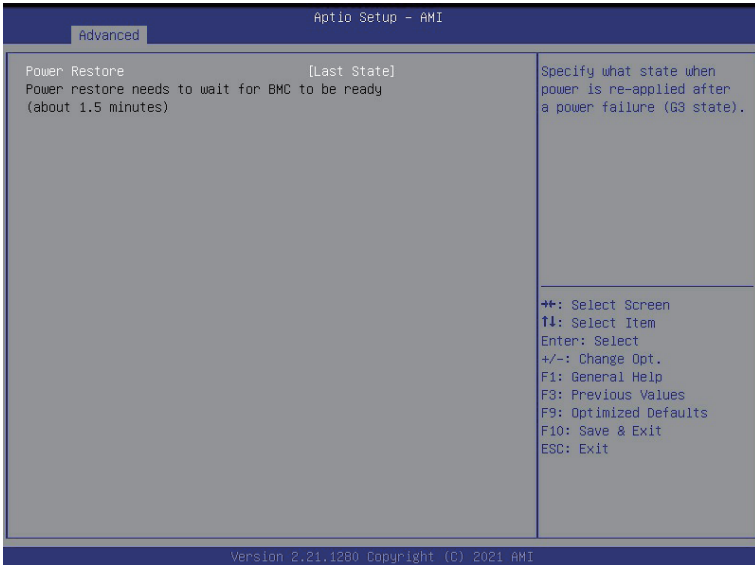 Aptio Setup - AMI
Advanced
Power Restore [Last State]
Power restore needs to wait for BMC to be ready
(about 1.5 minutes)
Specify what state when
power is re-applied after
a power failure (G3 state).
→←: Select Screen
↑↓: Select Item
Enter: Select
+/-: Change Opt.
F1: General Help
F3: Previous Values
F9: Optimized Defaults
F10: Save & Exit
ESC: Exit
Version 2.21.1280 Copyright (C) 2021 AMI